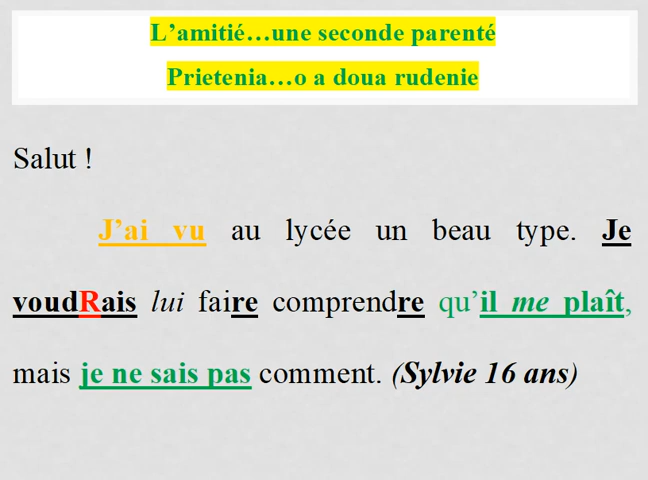 L’amitié…une seconde parenté
Prietenia…o a doua rudenie
Salut !
J’ai vu au lycée un beau type. Je
voudRais lui faire comprendre qu’il me plaît,
mais je ne sais pas comment. (Sylvie 16 ans)